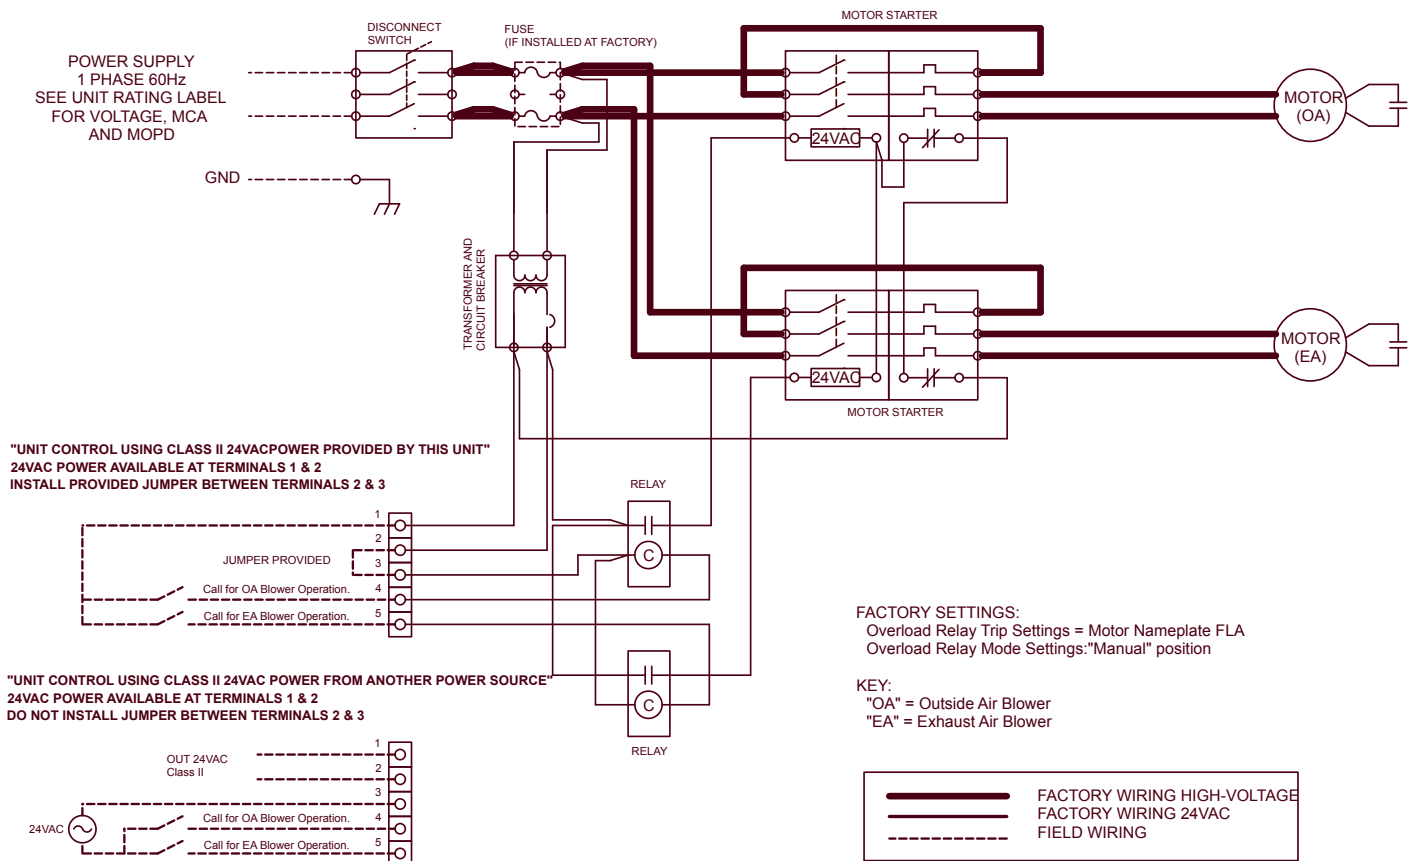 MOTOR STARTER
DISCONNECT
SWITCH
FUSE
(IF INSTALLED AT FACTORY)
POWER SUPPLY
1 PHASE 60Hz
SEE UNIT RATING LABEL
FOR VOLTAGE, MCA
AND MOPD
MOTOR
(OA)
24VAC
GND
TRANSFORMER AND
CIRCUIT BREAKER
MOTOR
(EA)
24VAC
MOTOR STARTER
"UNIT CONTROL USING CLASS II 24VACPOWER PROVIDED BY THIS UNIT"
24VAC POWER AVAILABLE AT TERMINALS 1 & 2
INSTALL PROVIDED JUMPER BETWEEN TERMINALS 2 & 3
RELAY
1
2
JUMPER PROVIDED
3
C
Call for OA Blower Operation.
4
Call for EA Blower Operation.
5
FACTORY SETTINGS:
Overload Relay Trip Settings = Motor Nameplate FLA
Overload Relay Mode Settings:"Manual" position
"UNIT CONTROL USING CLASS II 24VAC POWER FROM ANOTHER POWER SOURCE"
24VAC POWER AVAILABLE AT TERMINALS 1 & 2
DO NOT INSTALL JUMPER BETWEEN TERMINALS 2 & 3
C
RELAY
KEY:
"OA" = Outside Air Blower
"EA" = Exhaust Air Blower
1
OUT 24VAC
Class II
2
3
24VAC
Call for OA Blower Operation.
4
Call for EA Blower Operation.
5
FACTORY WIRING HIGH-VOLTAGE
FACTORY WIRING 24VAC
FIELD WIRING